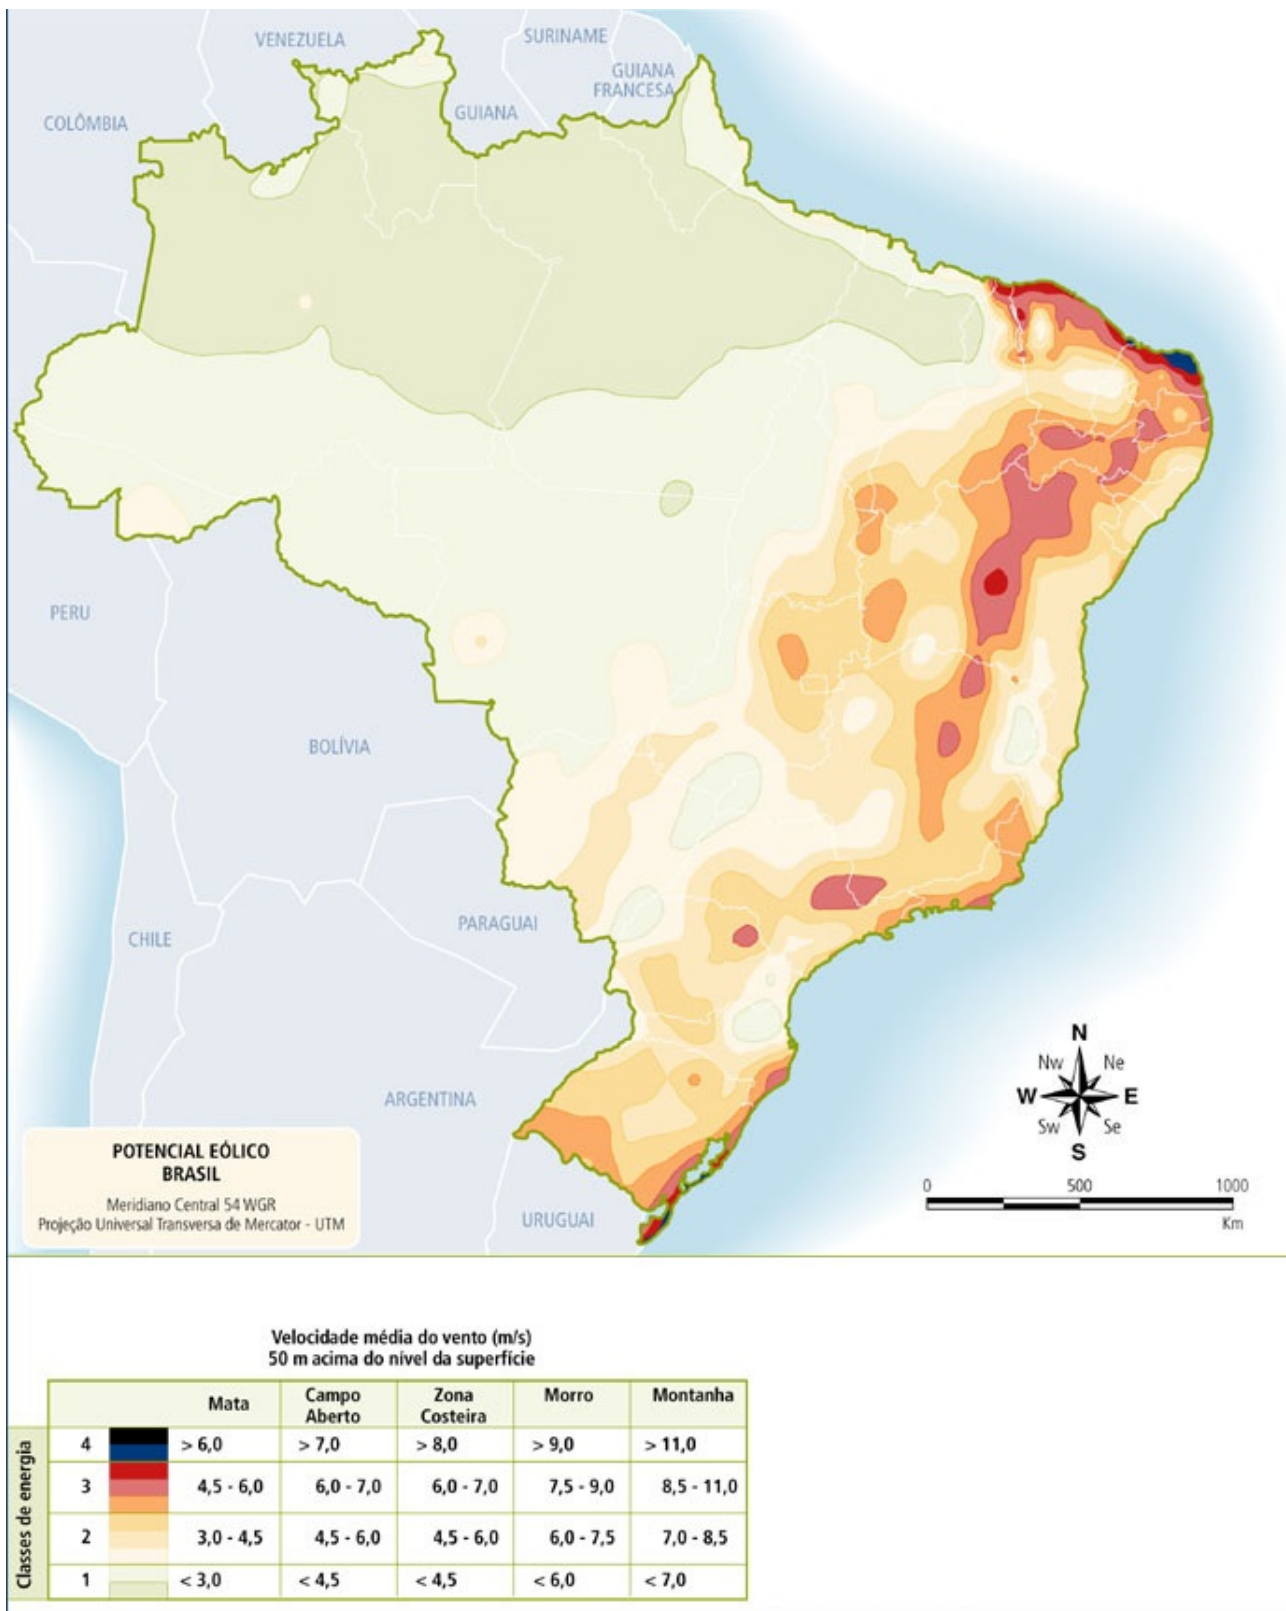 VENEZUELA
SURINAME
GUIANA
FRANCESA
GUIANA
COLÔMBIA
PERU
BOLÍVIA
PARAGUAI
CHILE
ARGENTINA
URUGUAI
N
Nw Ne
W E
Sw Se
S
0 500 1000
Km
POTENCIAL EÓLICO
BRASIL
Meridiano Central 54 WGR
Projeção Universal Transversa de Mercator - UTM
Velocidade média do vento (m/s)
50 m acima do nível da superfície
Mata Campo Aberto Zona Costeira Morro Montanha
Classes de energia
4 > 6,0 > 7,0 > 8,0 > 9,0 > 11,0
3 4,5 - 6,0 6,0 - 7,0 6,0 - 7,0 7,5 - 9,0 8,5 - 11,0
2 3,0 - 4,5 4,5 - 6,0 4,5 - 6,0 6,0 - 7,5 7,0 - 8,5
1 < 3,0 < 4,5 < 4,5 < 6,0 < 7,0